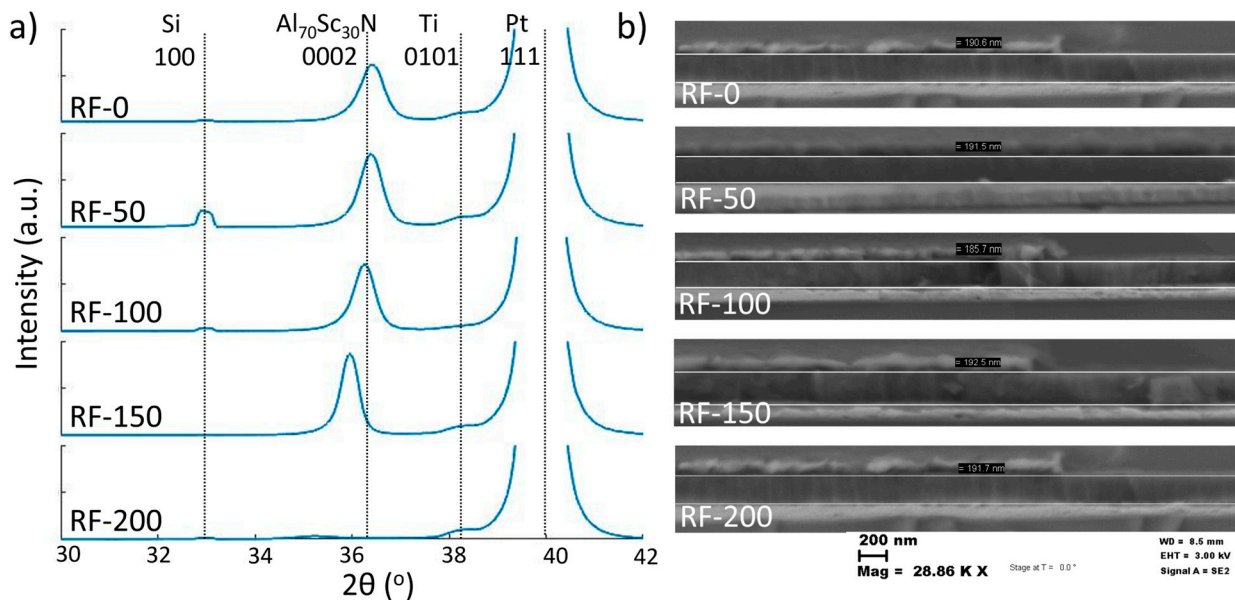 a)
Si Al70Sc30N Ti Pt
100 0002 0101 111
RF-0
RF-50
RF-100
RF-150
RF-200
Intensity (a.u.)
30 32 34 36 38 40 42
2θ (o)
b)
= 190.6 nm
RF-0
= 191.5 nm
RF-50
= 185.7 nm
RF-100
= 192.5 nm
RF-150
= 191.7 nm
RF-200
200 nm
Mag = 28.86 K X
Stage at T = 0.0 °
WD = 8.5 mm
EHT = 3.00 kV
Signal A = SE2